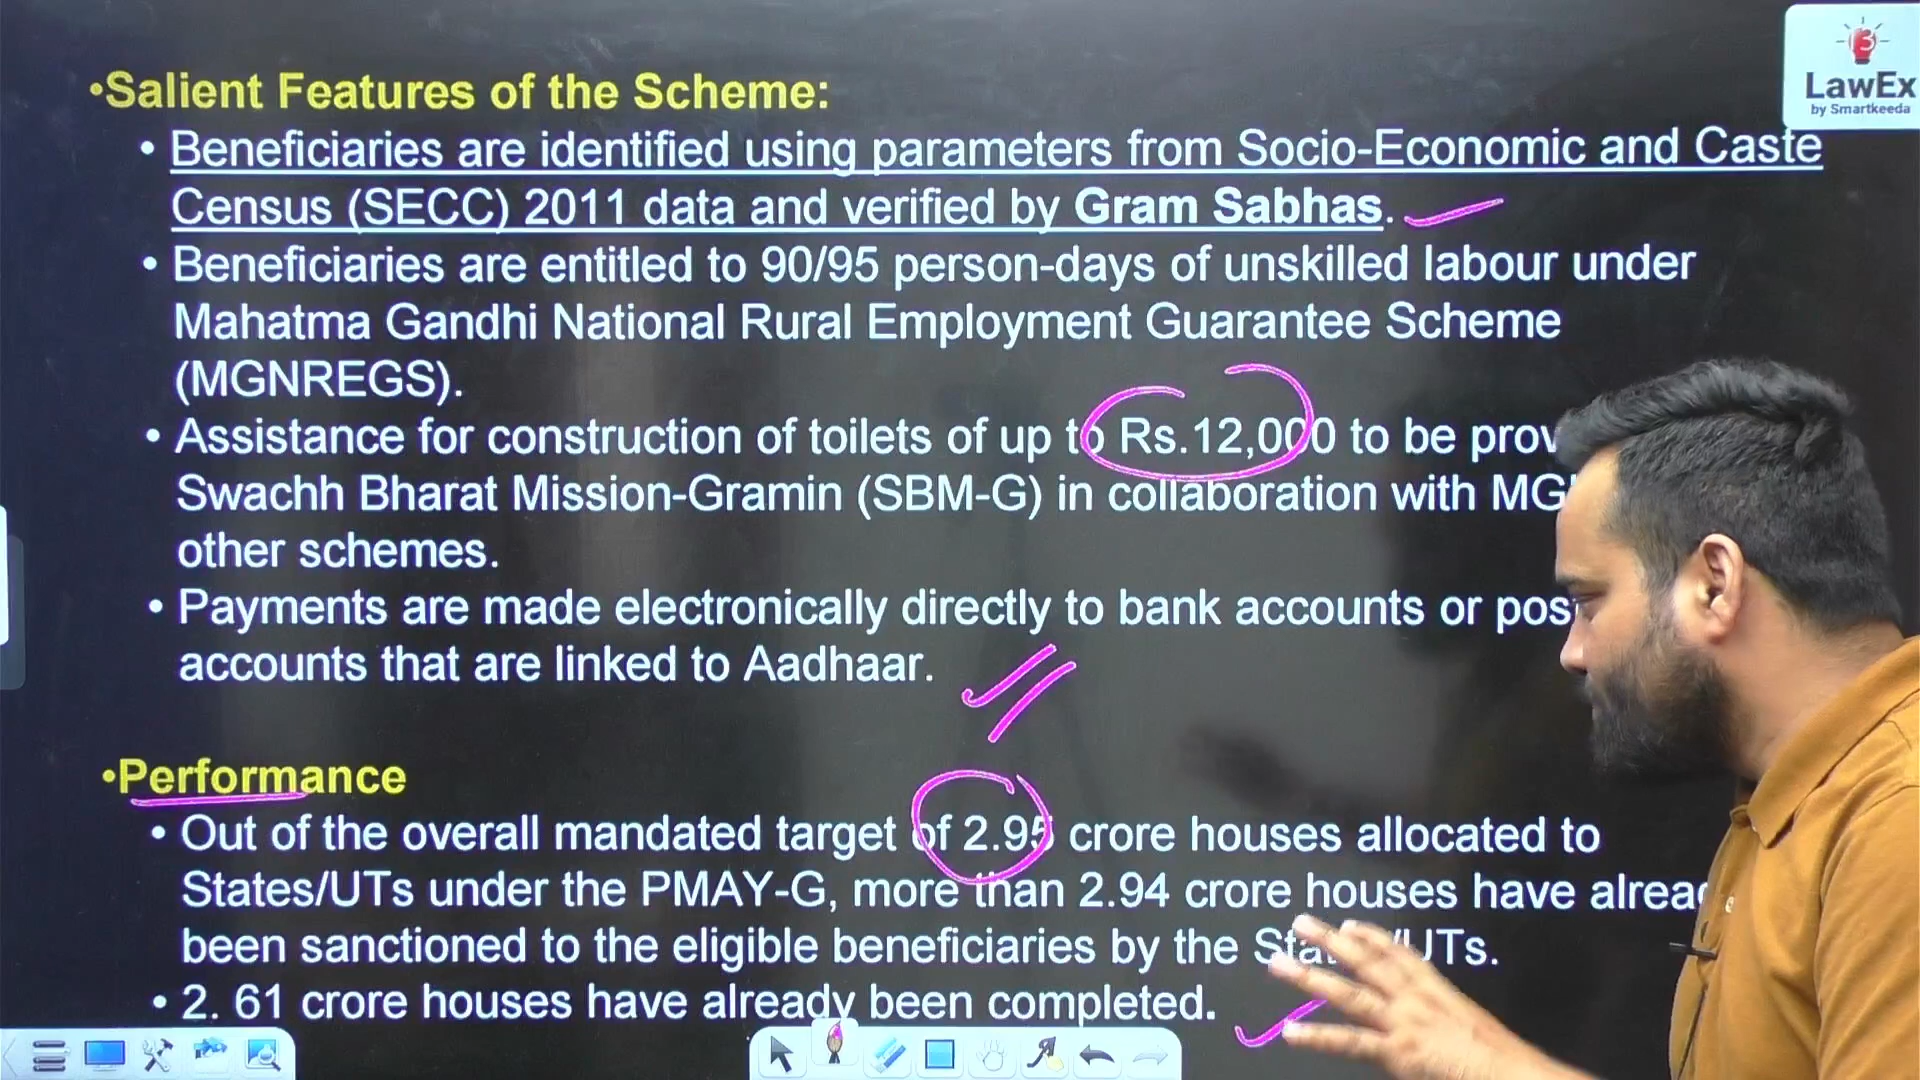 LawEx
by Smartkeeda
•Salient Features of the Scheme:
• Beneficiaries are identified using parameters from Socio-Economic and Caste
Census (SECC) 2011 data and verified by Gram Sabhas.
• Beneficiaries are entitled to 90/95 person-days of unskilled labour under
Mahatma Gandhi National Rural Employment Guarantee Scheme
(MGNREGS).
• Assistance for construction of toilets of up to Rs.12,000 to be prov
Swachh Bharat Mission-Gramin (SBM-G) in collaboration with MG
other schemes.
• Payments are made electronically directly to bank accounts or pos
accounts that are linked to Aadhaar.
•Performance
• Out of the overall mandated target of 2.95 crore houses allocated to
States/UTs under the PMAY-G, more than 2.94 crore houses have alrea
been sanctioned to the eligible beneficiaries by the /UTs.
• 2. 61 crore houses have already been completed.